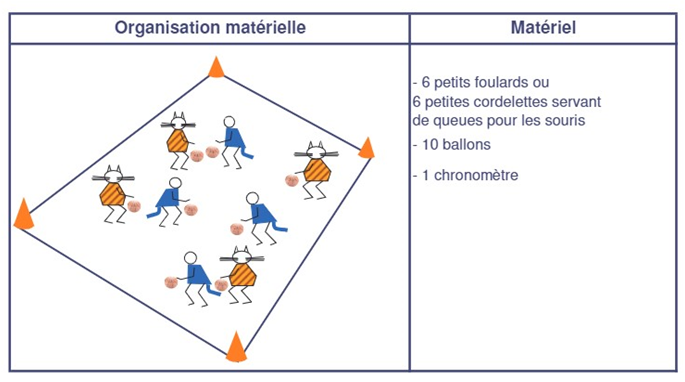 Organisation matérielle
Matériel
- 6 petits foulards ou
6 petites cordelettes servant
de queues pour les souris
- 10 ballons
- 1 chronomètre